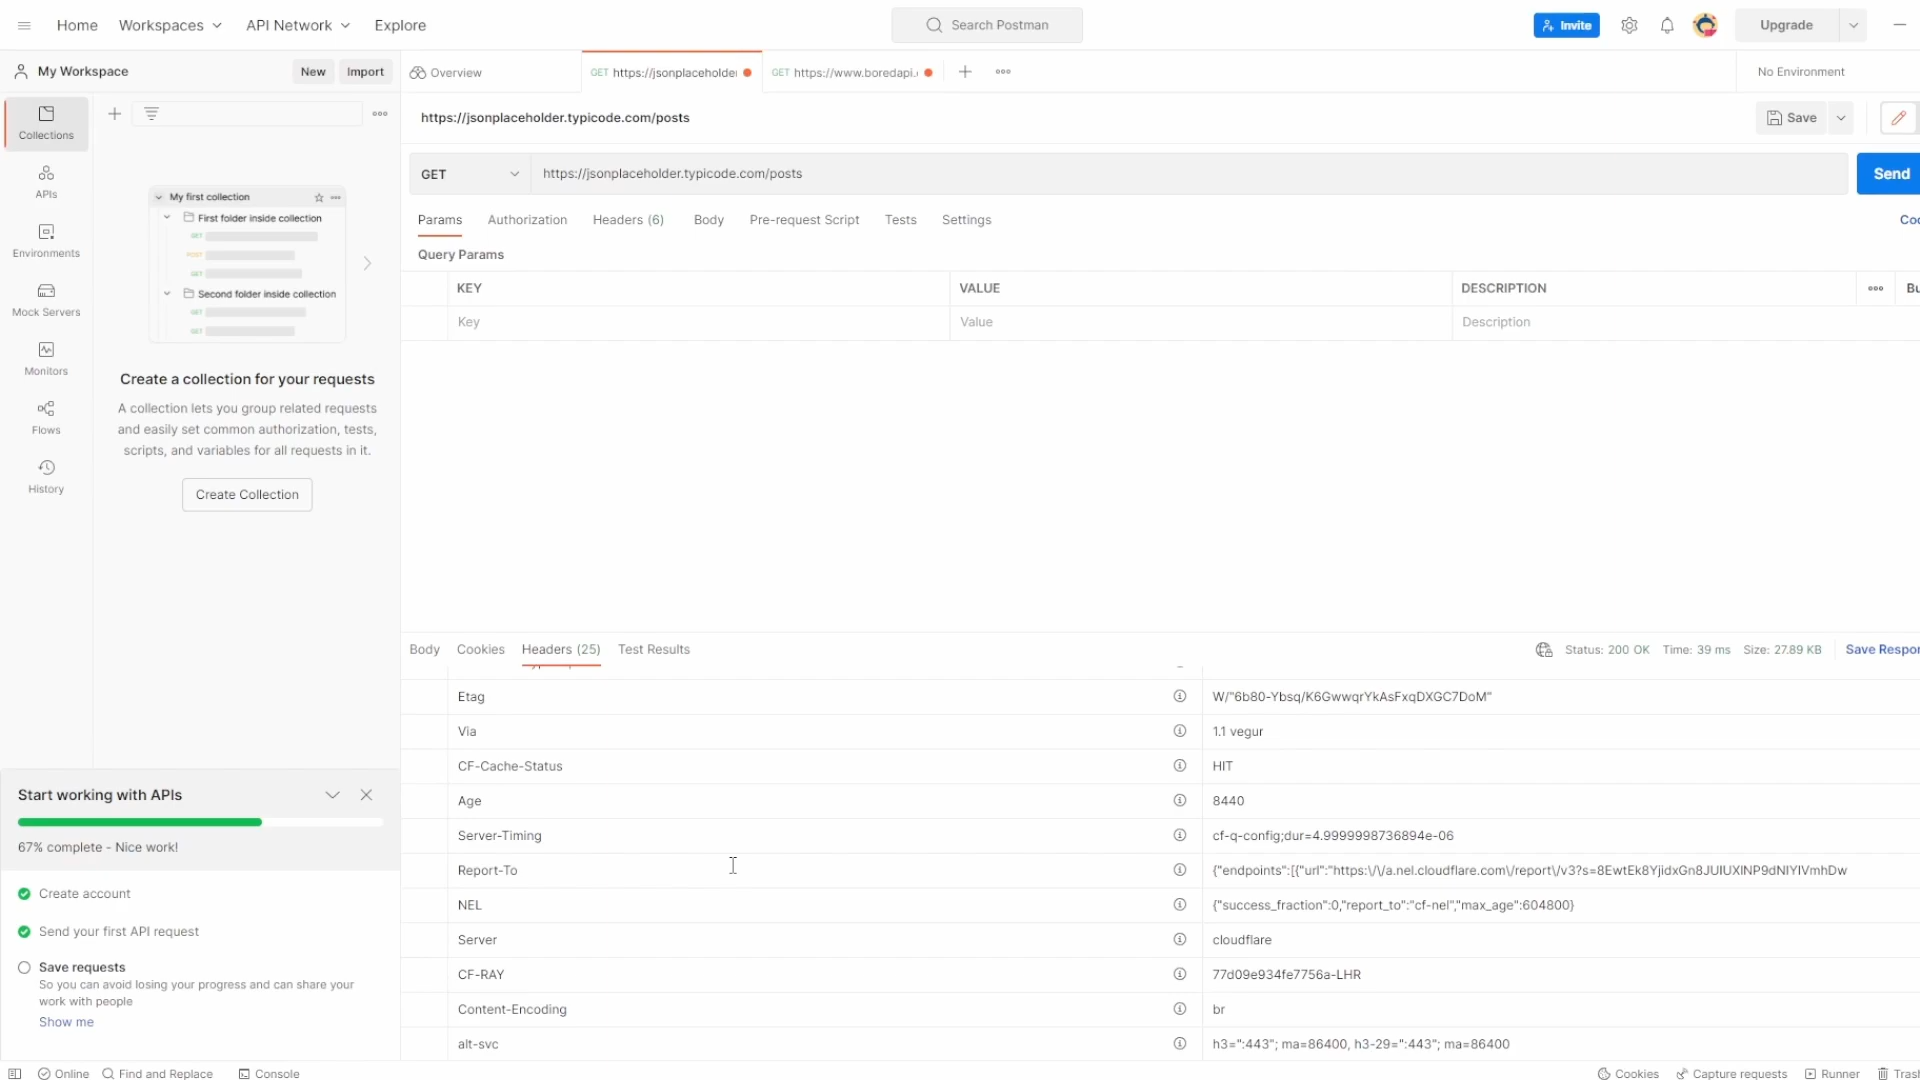 Home Workspaces API Network Explore Search Postman Invite Upgrade
My Workspace New Import Overview GET https://jsonplaceholder GET https://www.boredapi. No Environment
Collections
APIs
Environments
Mock Servers
Monitors
Flows
History
My first collection
First folder inside collection
GET
POST
GET
Second folder inside collection
GET
GET
Create a collection for your requests
A collection lets you group related requests
and easily set common authorization, tests,
scripts, and variables for all requests in it.
Create Collection
Start working with APIs
67% complete - Nice work!
Create account
Send your first API request
Save requests
So you can avoid losing your progress and can share your
work with people
Show me
https://jsonplaceholder.typicode.com/posts Save
GET https://jsonplaceholder.typicode.com/posts Send
Params Authorization Headers (6) Body Pre-request Script Tests Settings
Query Params
KEY VALUE DESCRIPTION Bu
Key Value Description
Body Cookies Headers (25) Test Results Status: 200 OK Time: 39 ms Size: 27.89 KB Save Respor
Etag W/"6b80-Ybsq/K6GwwqrYkAsFxqDXGC7DoM"
Via 1.1 vegur
CF-Cache-Status HIT
Age 8440
Server-Timing cf-q-config;dur=4.9999998736894e-06
Report-To {"endpoints":[{"url":"https:\/\/a.nel.cloudflare.com\/report\/v3?s=8EwtEk8YjidxGn8JUIUXlNP9dNIYIVmhDw
NEL {"success_fraction":0,"report_to":"cf-nel","max_age":604800}
Server cloudflare
CF-RAY 77d09e934fe7756a-LHR
Content-Encoding br
alt-svc h3=":443"; ma=86400, h3-29=":443"; ma=86400
Online Find and Replace Console Cookies Capture requests Runner Trash